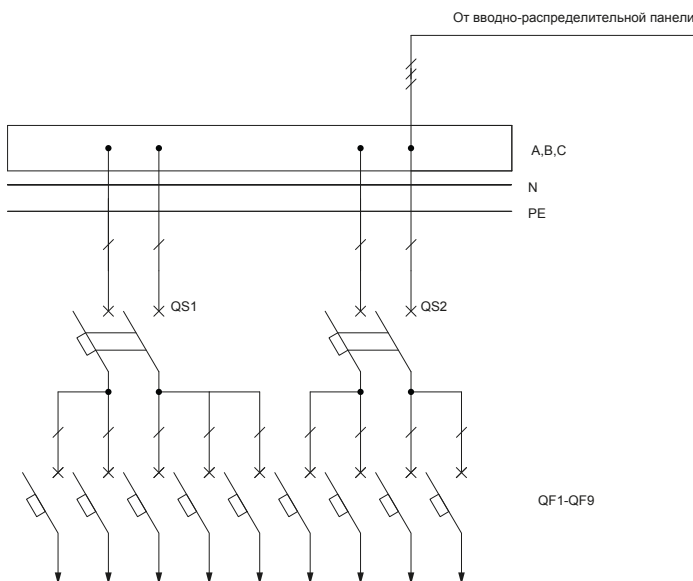 От вводно-распределительной панели
A,B,C
N
PE
QS1
QS2
QF1-QF9